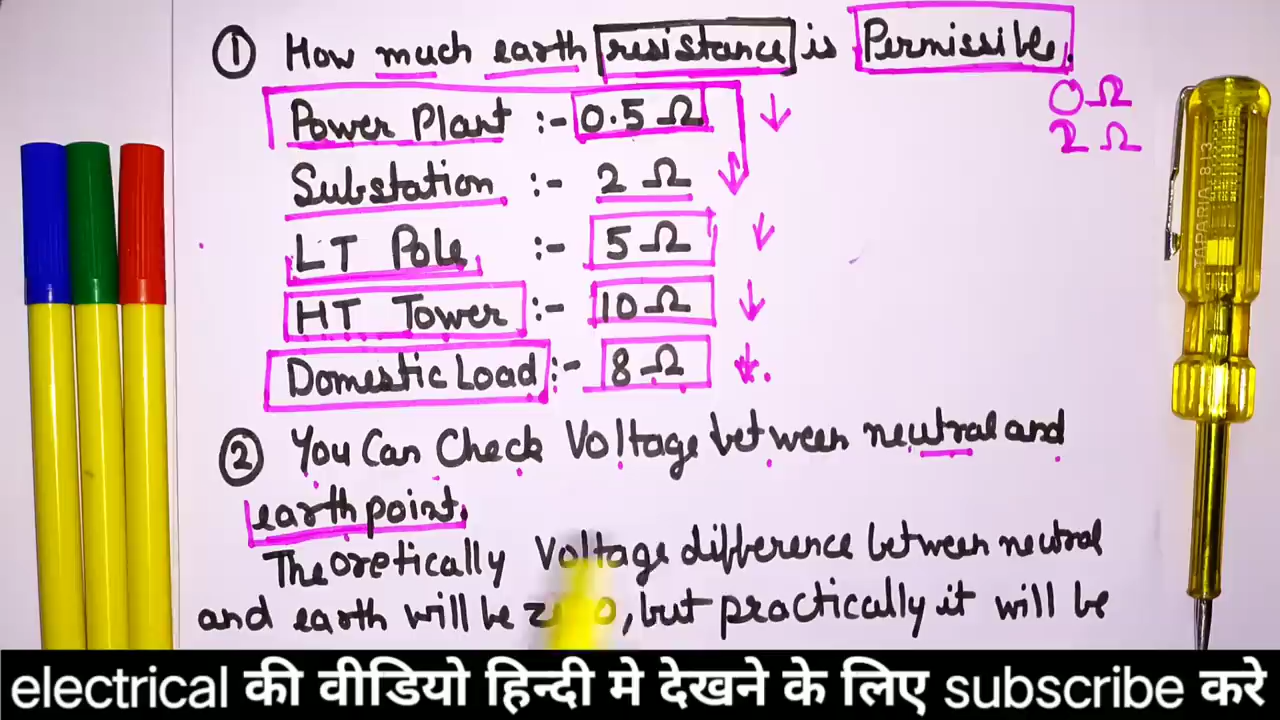 ① How much earth resistance is Permissible.
0Ω
2Ω
Power Plant :- 0.5 Ω
Substation :- 2 Ω
LT Pole :- 5 Ω
HT Tower :- 10 Ω
Domestic Load :- 8 Ω
② You Can Check Voltage between neutral and
earth point.
Theoretically Voltage difference between neutral
and earth will be zero, but practically it will be
TAPARIA 813
electrical की वीडियो हिन्दी मे देखने के लिए subscribe करे